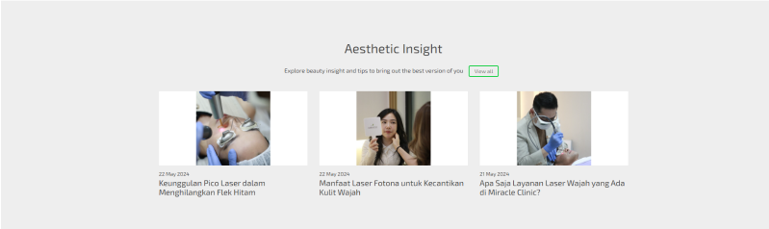 Aesthetic Insight
Explore beauty insight and tips to bring out the best version of you
View all
22 May 2024
Keunggulan Pico Laser dalam
Menghilangkan Flek Hitam
22 May 2024
Manfaat Laser Fotona untuk Kecantikan
Kulit Wajah
21 May 2024
Apa Saja Layanan Laser Wajah yang Ada
di Miracle Clinic?